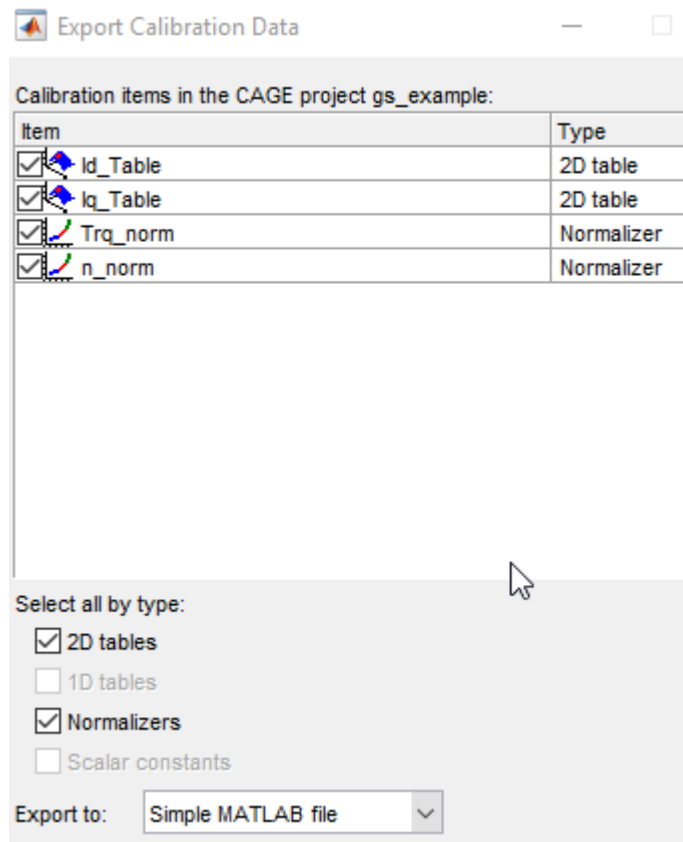 Export Calibration Data
Calibration items in the CAGE project gs_example:
Item Type
Id_Table 2D table
Iq_Table 2D table
Trq_norm Normalizer
n_norm Normalizer
Select all by type:
2D tables
1D tables
Normalizers
Scalar constants
Export to: Simple MATLAB file